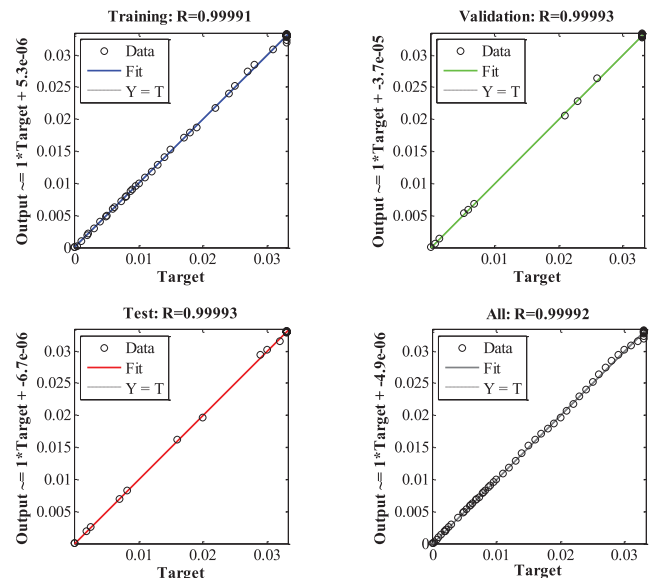 Training: R=0.99991
Output ~= 1*Target + 5.3e-06
Data
Fit
Y = T
0.03
0.025
0.02
0.015
0.01
0.005
0
0
0.01
0.02
0.03
Target
Validation: R=0.99993
Output ~= 1*Target + -3.7e-05
Data
Fit
Y = T
0.03
0.025
0.02
0.015
0.01
0.005
0
0.01
0.02
0.03
Target
Test: R=0.99993
Output ~= 1*Target + -6.7e-06
Data
Fit
Y = T
0.03
0.025
0.02
0.015
0.01
0.005
0.01
0.02
0.03
Target
All: R=0.99992
Output ~= 1*Target + -4.9e-06
Data
Fit
Y = T
0.03
0.025
0.02
0.015
0.01
0.005
0
0
0.01
0.02
0.03
Target